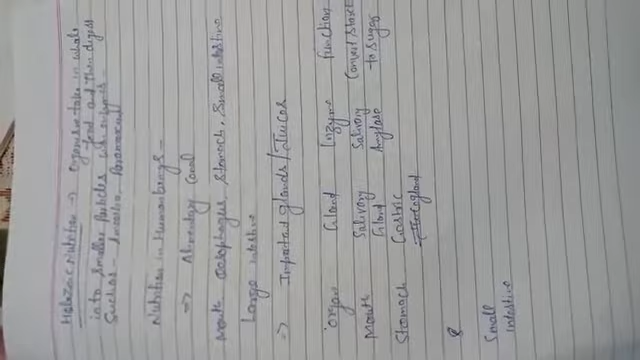 Holozoic Nutrition → Organism take in whole
food and then digest
into smaller particles with enzymes -
Such as - Amoeba, Paramecium
Nutrition in Human beings -
⇒ Alimentary Canal
Mouth, Oesophagus, Stomach, Small intestine
Large intestine
⇒ Important glands / Juices
Organ Gland Enzyme Function
Mouth Salivary Gland Salivary Amylase Convert starch to sugar
Stomach Gastric
Small intestine